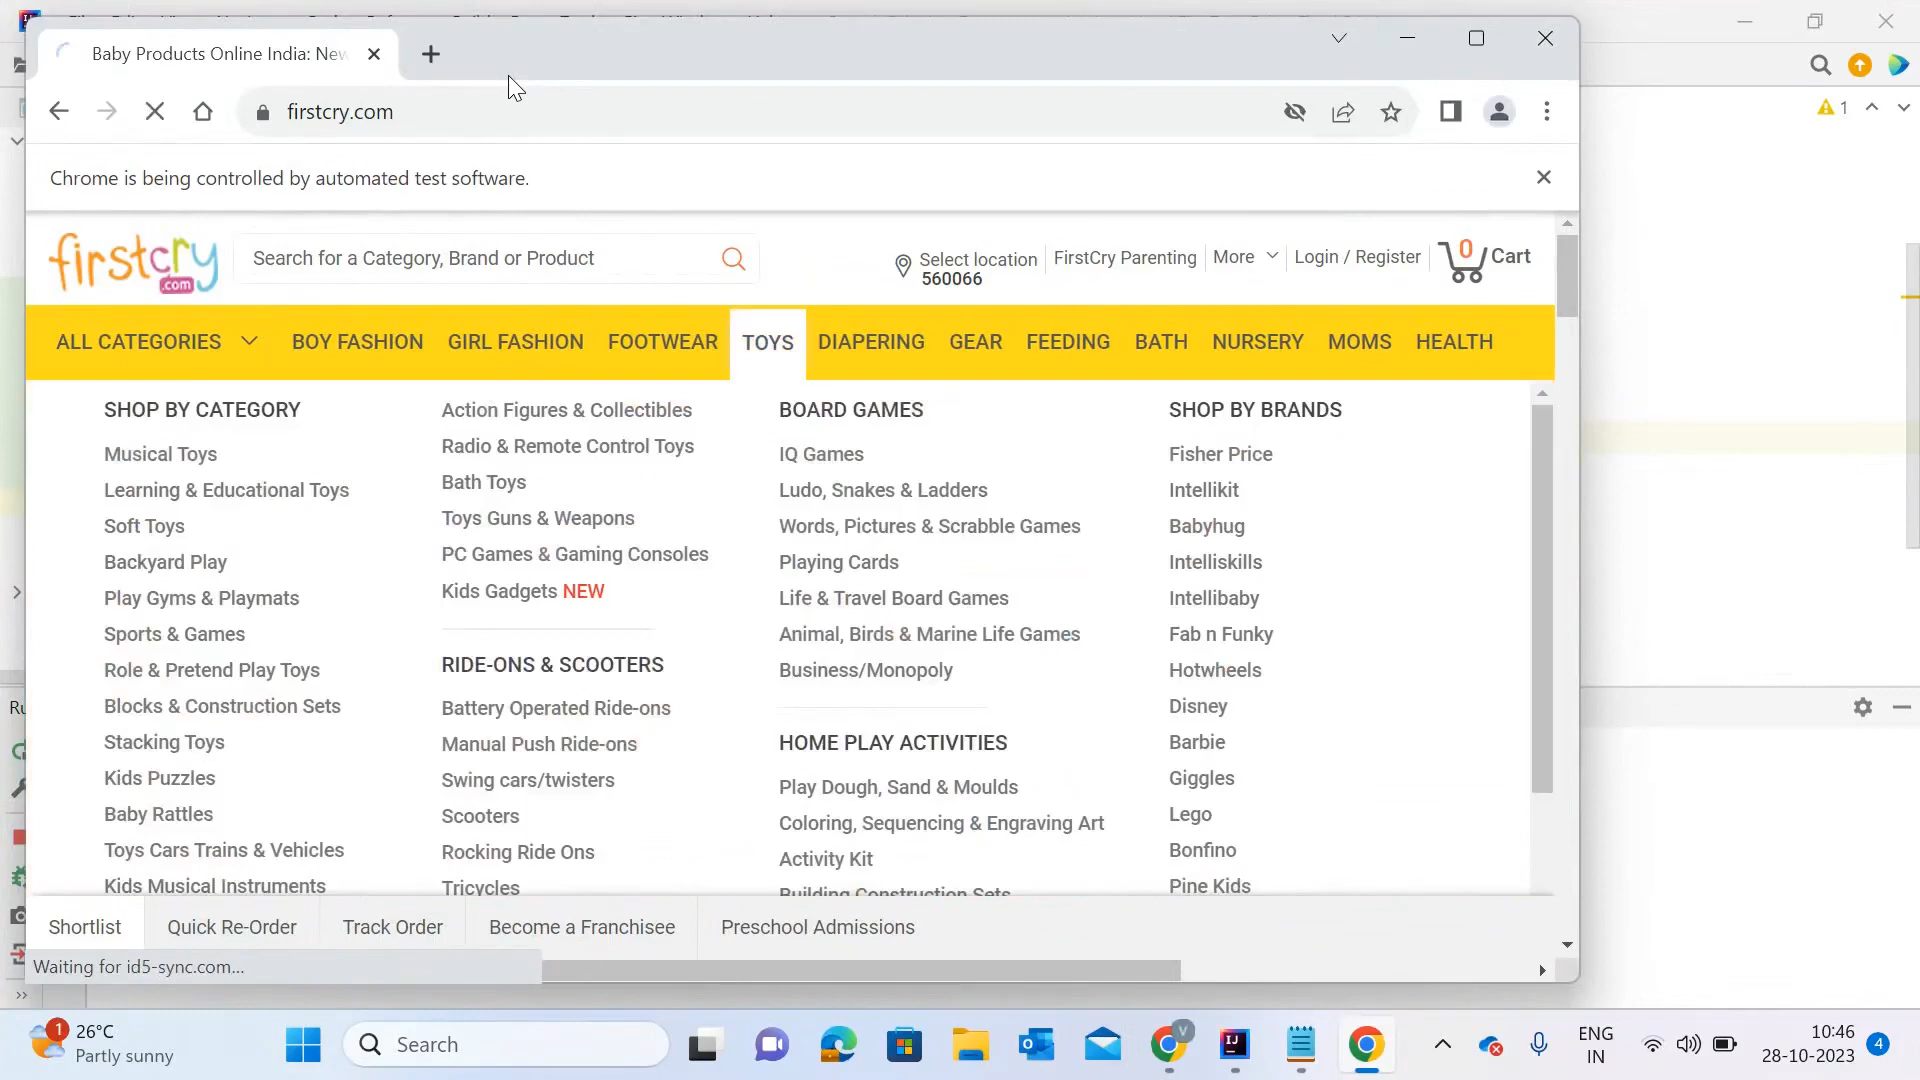 Baby Products Online India: New
firstcry.com
1
Chrome is being controlled by automated test software.
firstcry
.com
Search for a Category, Brand or Product
Select location
560066
FirstCry Parenting
More
Login / Register
0
Cart
ALL CATEGORIES
BOY FASHION
GIRL FASHION
FOOTWEAR
TOYS
DIAPERING
GEAR
FEEDING
BATH
NURSERY
MOMS
HEALTH
SHOP BY CATEGORY
Musical Toys
Learning & Educational Toys
Soft Toys
Backyard Play
Play Gyms & Playmats
Sports & Games
Role & Pretend Play Toys
Blocks & Construction Sets
Stacking Toys
Kids Puzzles
Baby Rattles
Toys Cars Trains & Vehicles
Kids Musical Instruments
Action Figures & Collectibles
Radio & Remote Control Toys
Bath Toys
Toys Guns & Weapons
PC Games & Gaming Consoles
Kids Gadgets NEW
RIDE-ONS & SCOOTERS
Battery Operated Ride-ons
Manual Push Ride-ons
Swing cars/twisters
Scooters
Rocking Ride Ons
Tricycles
BOARD GAMES
IQ Games
Ludo, Snakes & Ladders
Words, Pictures & Scrabble Games
Playing Cards
Life & Travel Board Games
Animal, Birds & Marine Life Games
Business/Monopoly
HOME PLAY ACTIVITIES
Play Dough, Sand & Moulds
Coloring, Sequencing & Engraving Art
Activity Kit
Building Construction Sets
SHOP BY BRANDS
Fisher Price
Intellikit
Babyhug
Intelliskills
Intellibaby
Fab n Funky
Hotwheels
Disney
Barbie
Giggles
Lego
Bonfino
Pine Kids
Shortlist
Quick Re-Order
Track Order
Become a Franchisee
Preschool Admissions
Waiting for id5-sync.com...
1
26°C
Partly sunny
Search
V
IJ
ENG
IN
10:46
28-10-2023
4